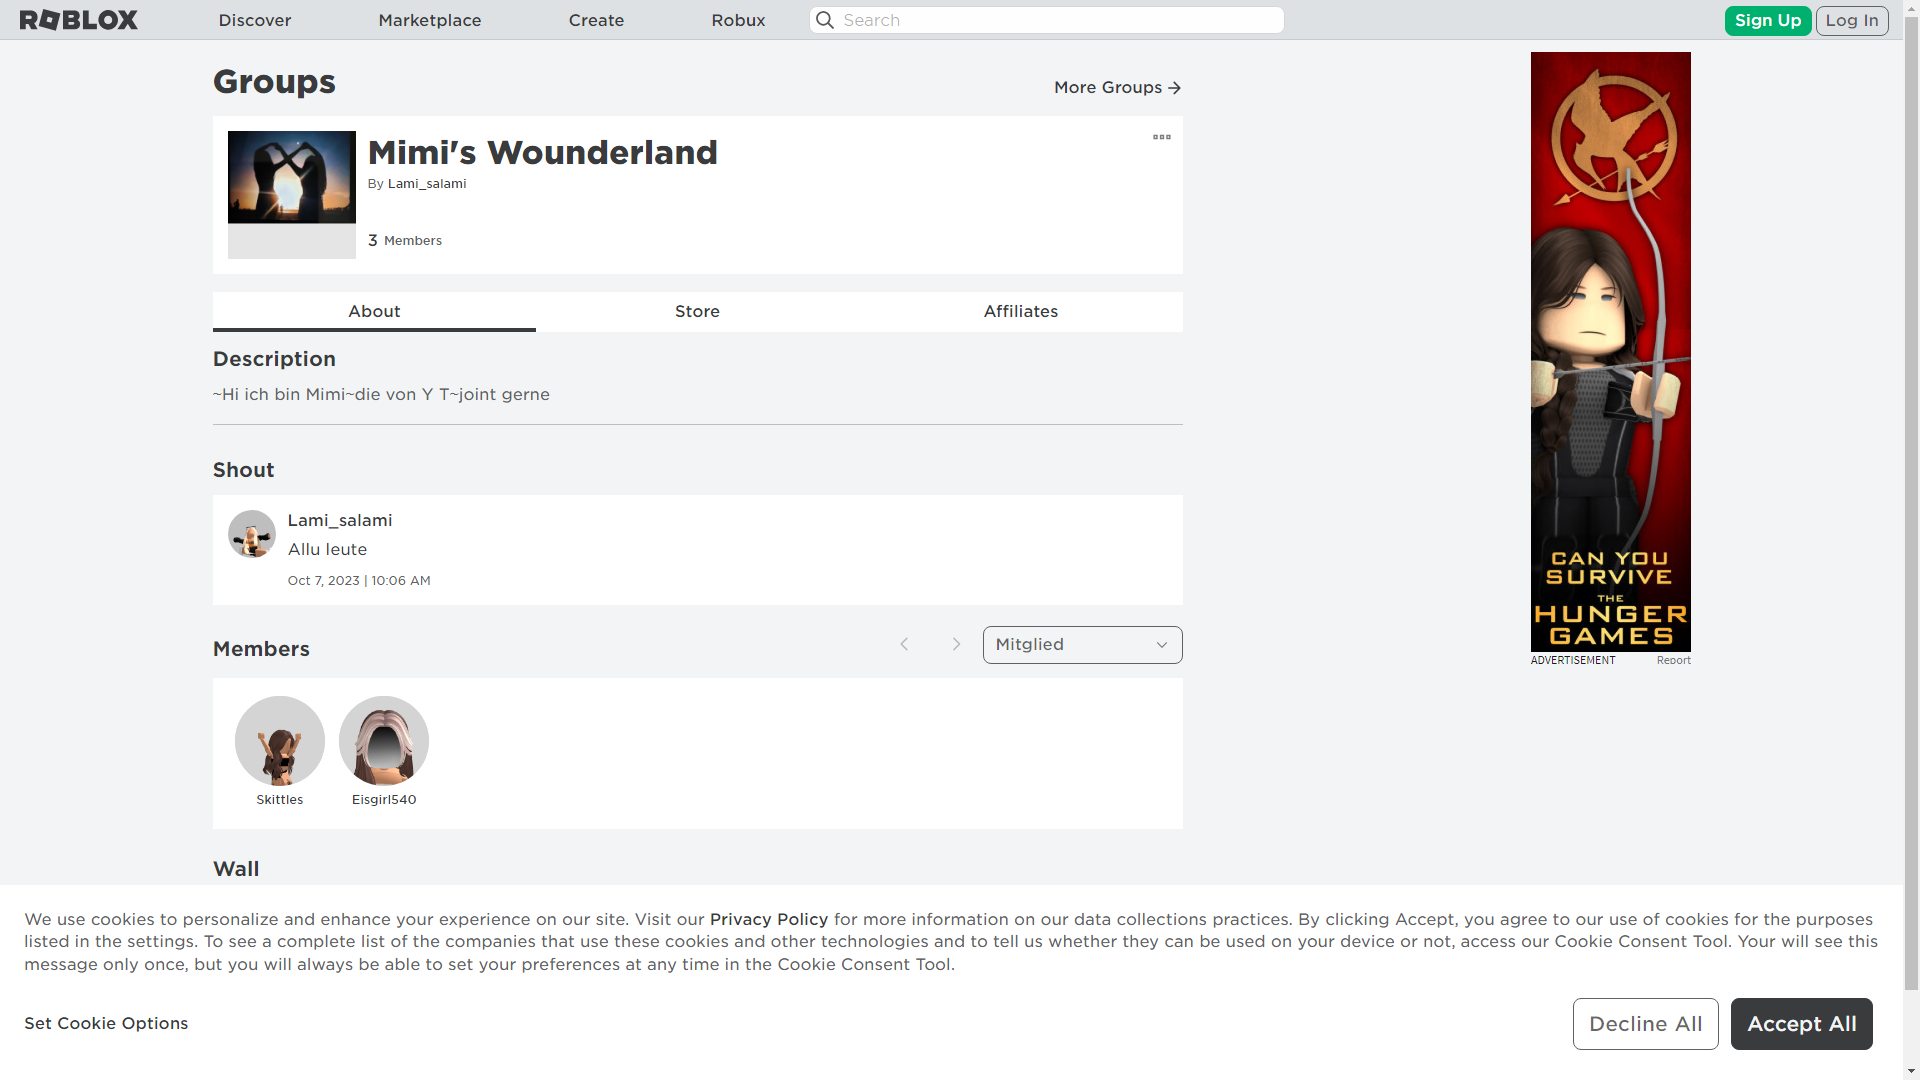 ROBLOX
Discover
Marketplace
Create
Robux
Search
Sign Up
Log In
Groups
More Groups
Mimi's Wounderland
By Lami_salami
3 Members
About
Store
Affiliates
Description
~Hi ich bin Mimi~die von Y T~joint gerne
Shout
Lami_salami
Allu leute
Oct 7, 2023 | 10:06 AM
Members
Mitglied
Skittles
Eisgirl540
Wall
CAN YOU
SURVIVE
THE
HUNGER
GAMES
ADVERTISEMENT
Report
We use cookies to personalize and enhance your experience on our site. Visit our Privacy Policy for more information on our data collections practices. By clicking Accept, you agree to our use of cookies for the purposes
listed in the settings. To see a complete list of the companies that use these cookies and other technologies and to tell us whether they can be used on your device or not, access our Cookie Consent Tool. Your will see this
message only once, but you will always be able to set your preferences at any time in the Cookie Consent Tool.
Set Cookie Options
Decline All
Accept All